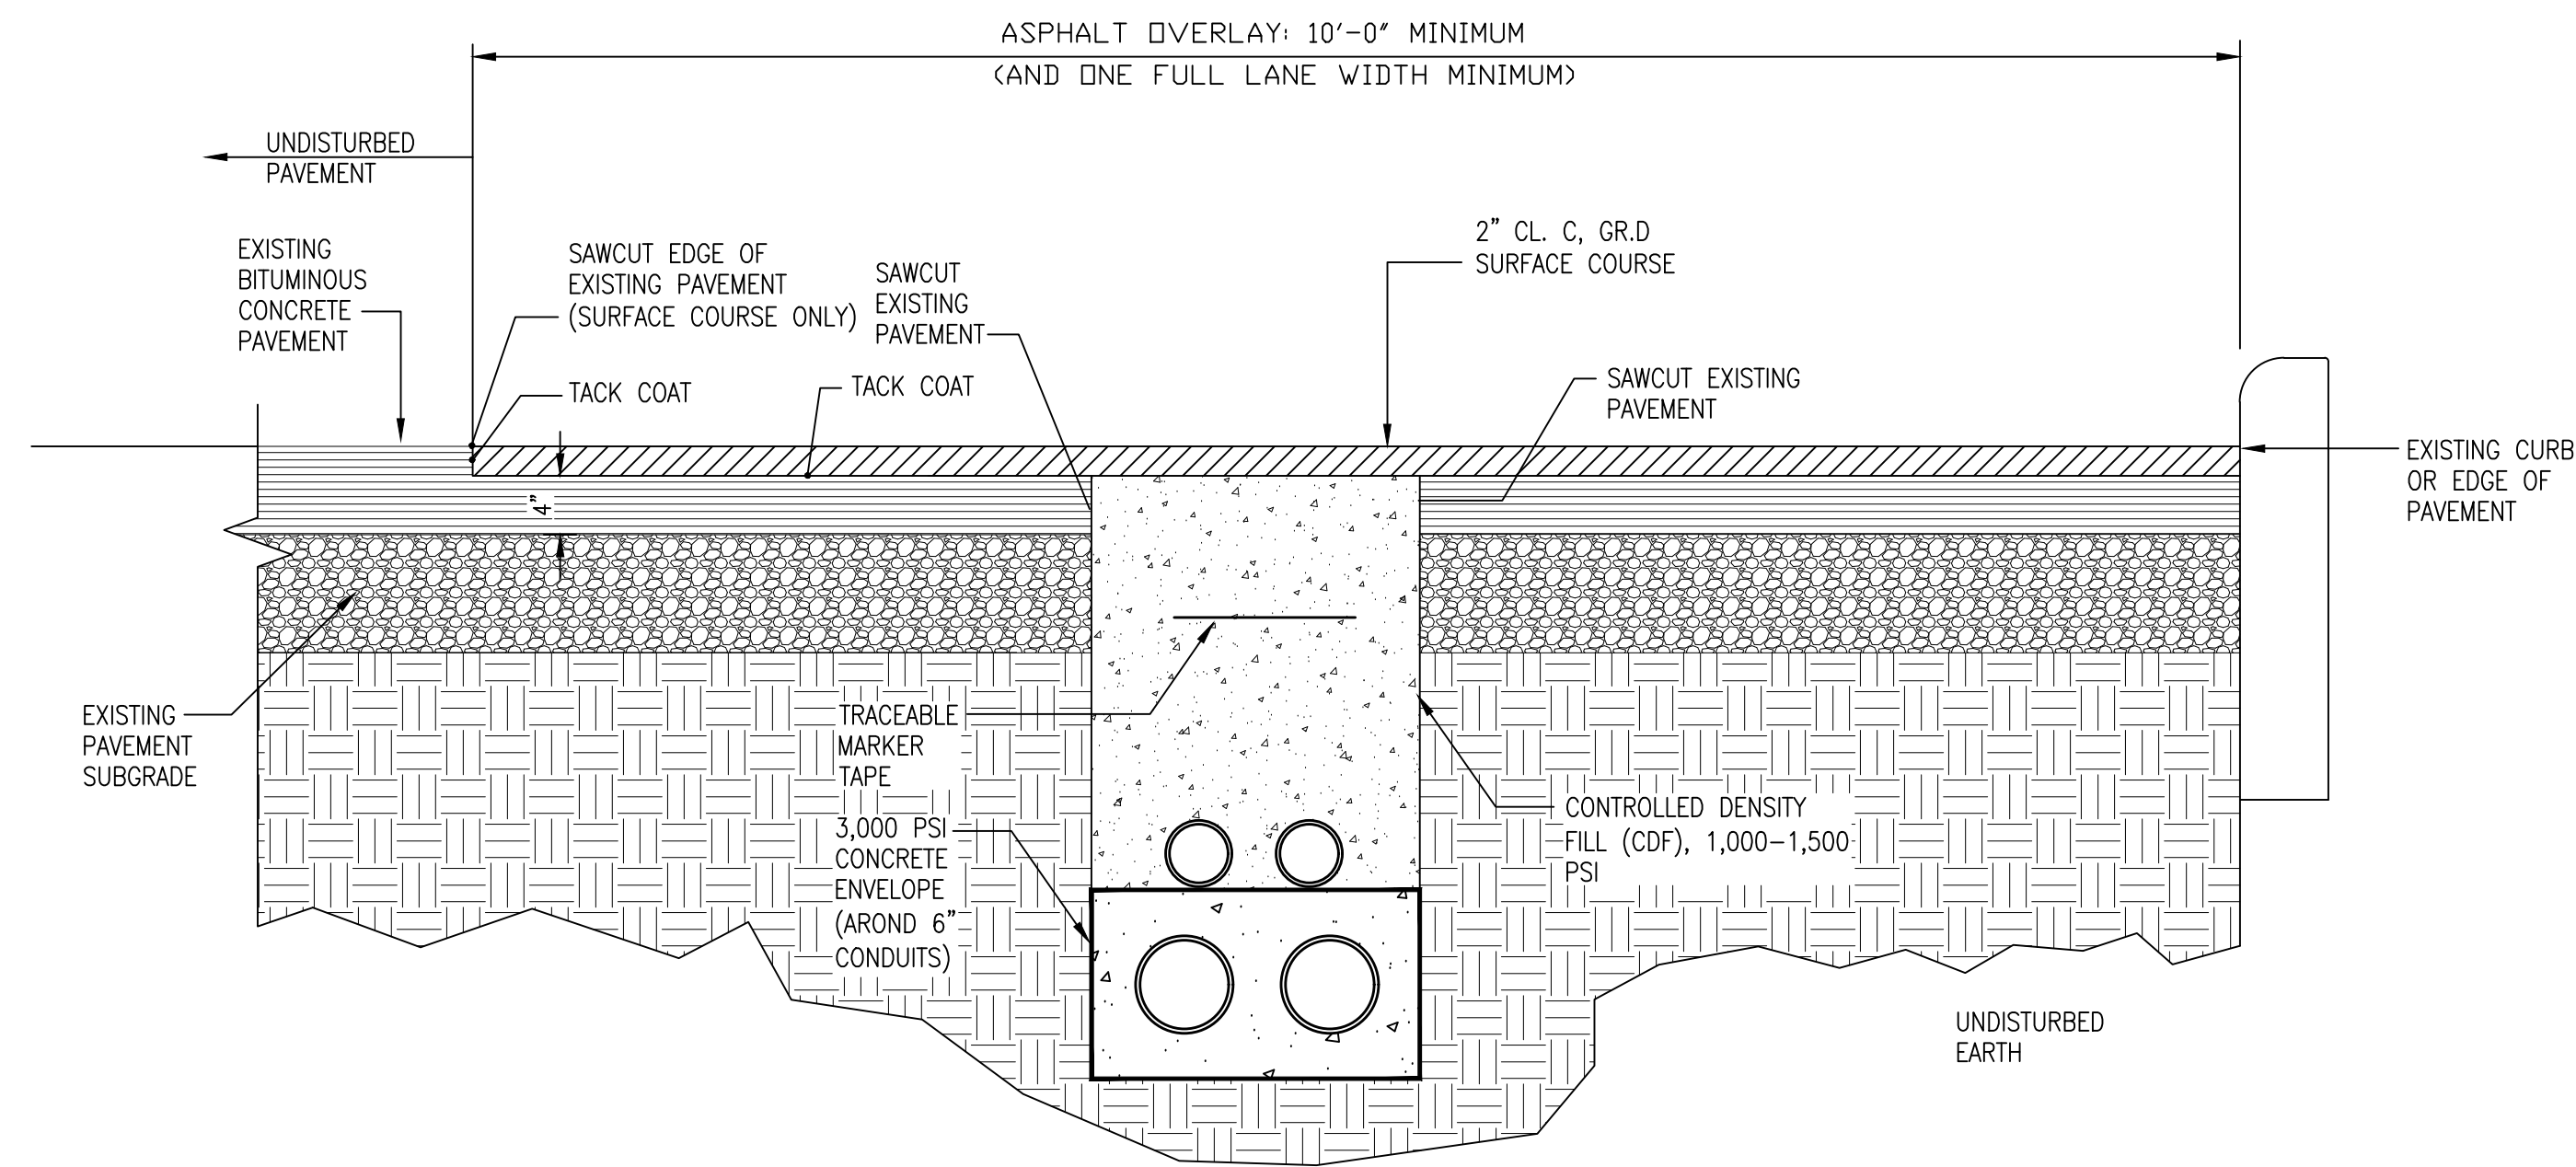 ASPHALT OVERLAY: 10'-0" MINIMUM
(AND ONE FULL LANE WIDTH MINIMUM)
UNDISTURBED
PAVEMENT
EXISTING
BITUMINOUS
CONCRETE
PAVEMENT
SAWCUT EDGE OF
EXISTING PAVEMENT
(SURFACE COURSE ONLY)
SAWCUT
EXISTING
PAVEMENT
2" CL. C, GR.D
SURFACE COURSE
TACK COAT
TACK COAT
SAWCUT EXISTING
PAVEMENT
EXISTING CURB
OR EDGE OF
PAVEMENT
4"
EXISTING
PAVEMENT
SUBGRADE
TRACEABLE
MARKER
TAPE
3,000 PSI
CONCRETE
ENVELOPE
(AROND 6"
CONDUITS)
CONTROLLED DENSITY
FILL (CDF), 1,000-1,500
PSI
UNDISTURBED
EARTH